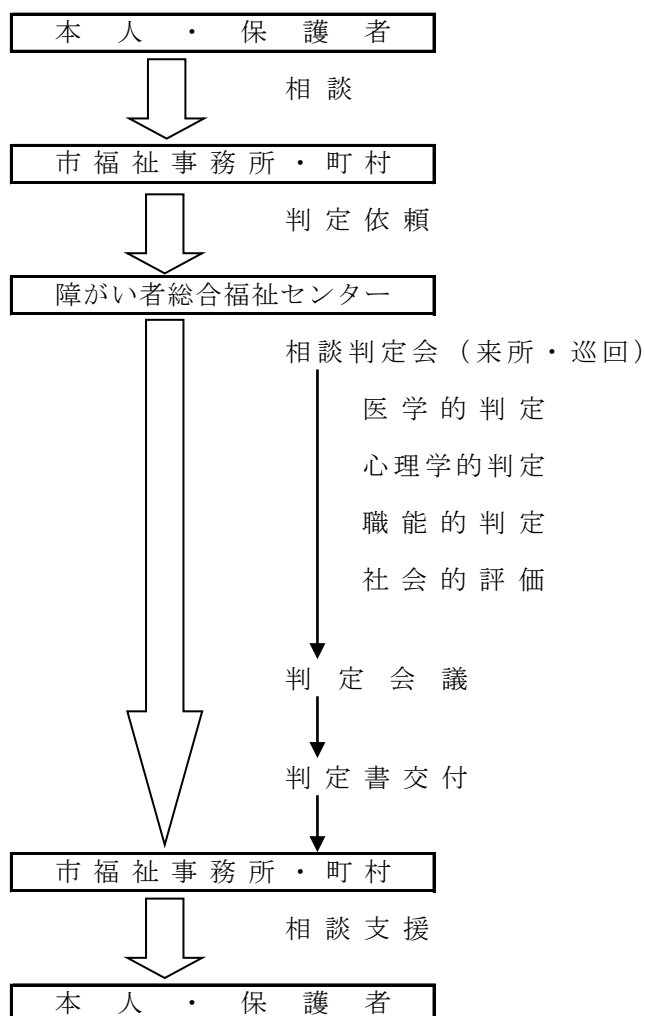 本人・保護者
相談
市福祉事務所・町村
判定依頼
障がい者総合福祉センター
相談判定会（来所・巡回）
医学的判定
心理学的判定
職能的判定
社会的評価
判定会議
判定書交付
市福祉事務所・町村
相談支援
本人・保護者